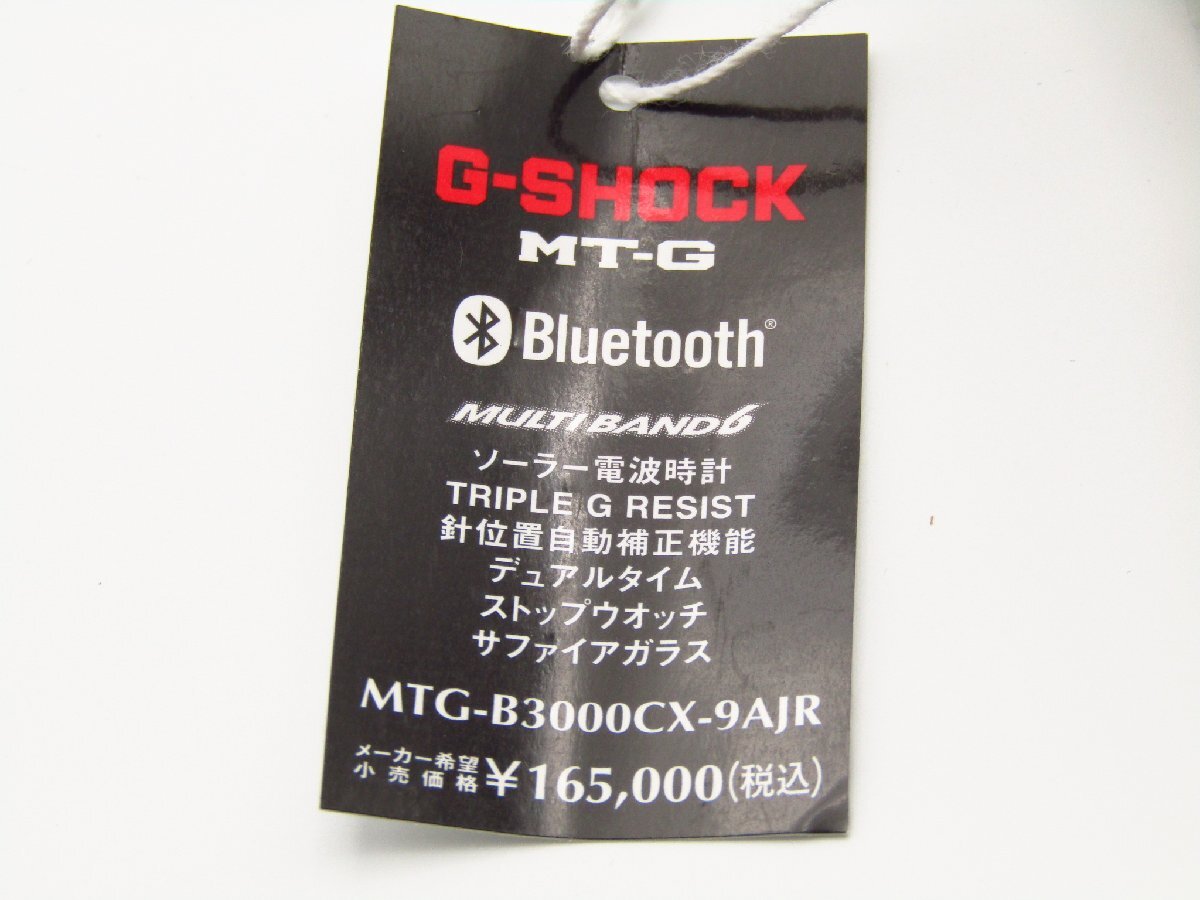 G-SHOCK
MT-G
Bluetooth®
MULTI BAND 6
ソーラー電波時計
TRIPLE G RESIST
針位置自動補正機能
デュアルタイム
ストップウオッチ
サファイアガラス
MTG-B3000CX-9AJR
メーカー希望
小売価格 ¥165,000(税込)